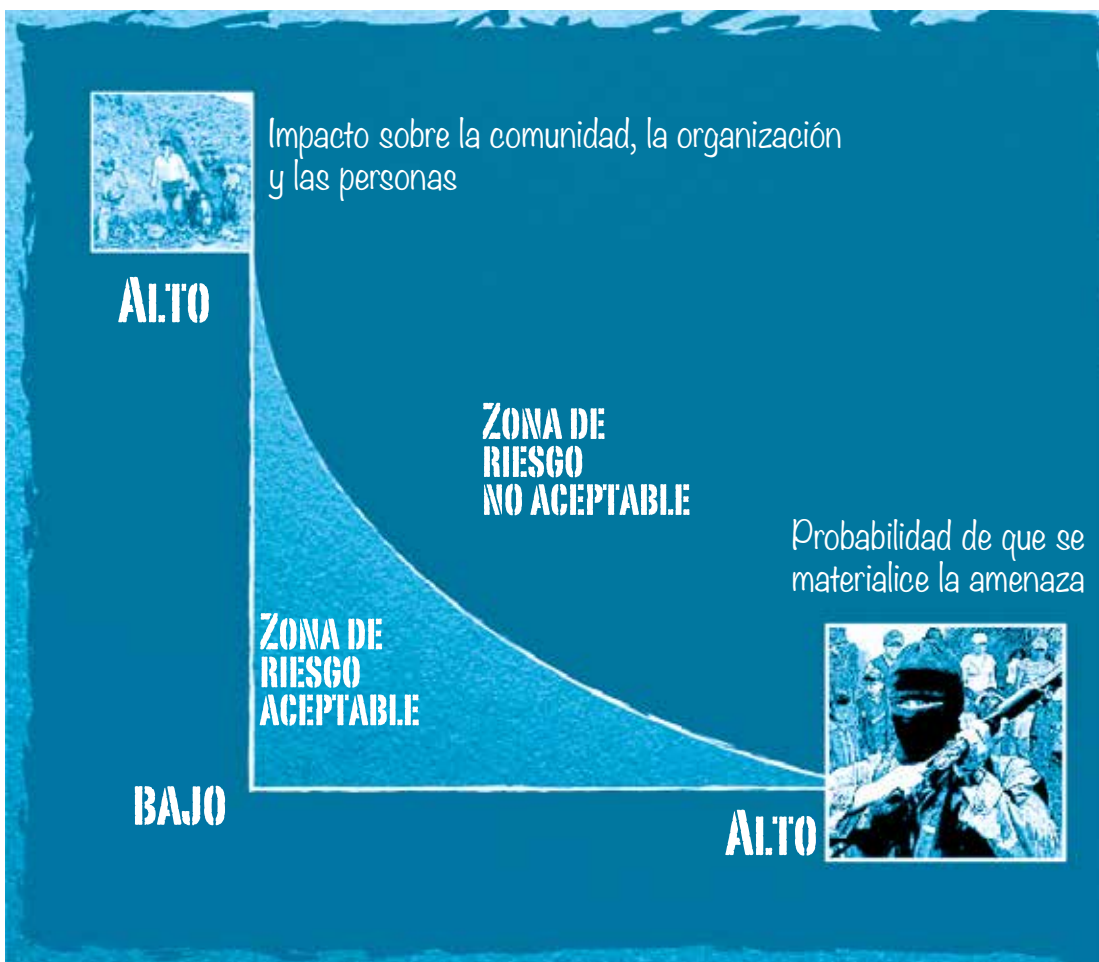 Impacto sobre la comunidad, la organización
y las personas
ALTO
ZONA DE
RIESGO
NO ACEPTABLE
Probabilidad de que se
materialice la amenaza
ZONA DE
RIESGO
ACEPTABLE
BAJO
ALTO